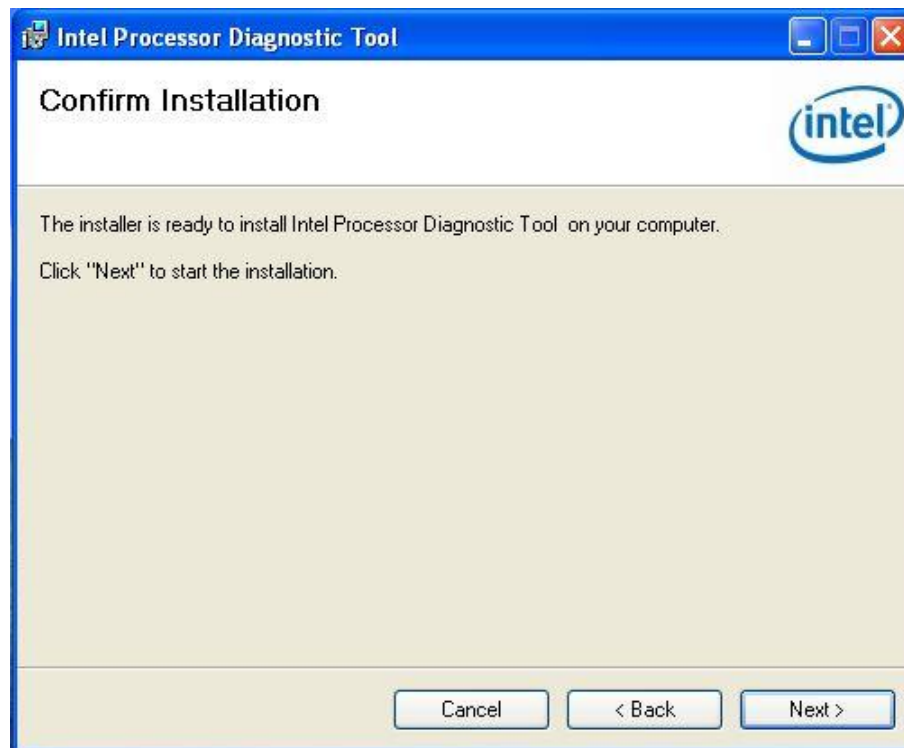 Intel Processor Diagnostic Tool
Confirm Installation
intel
The installer is ready to install Intel Processor Diagnostic Tool  on your computer.
Click "Next" to start the installation.
Cancel
< Back
Next >